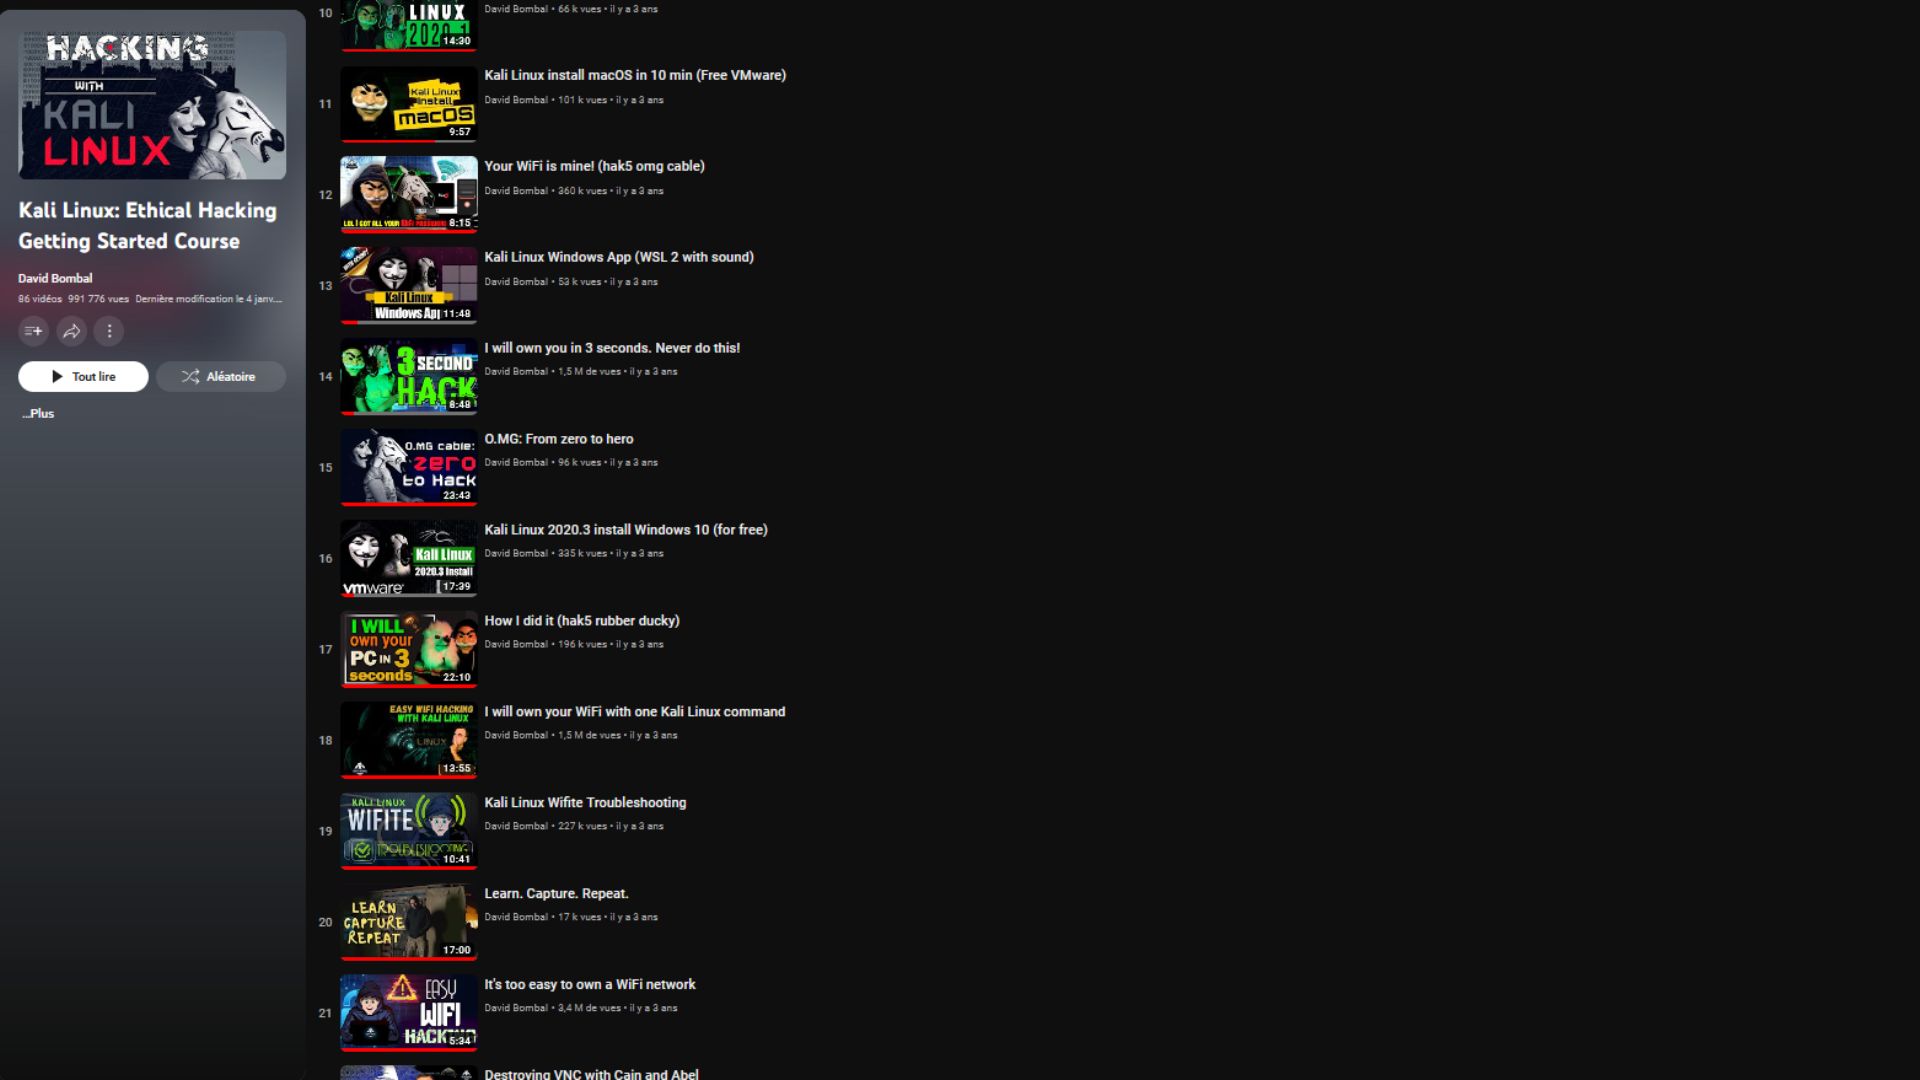 HACKING
WITH
KALI
LINUX
Kali Linux: Ethical Hacking
Getting Started Course
David Bombal
86 vidéos 991 776 vues Dernière modification le 4 janv....
Tout lire
Aléatoire
...Plus
10
LINUX
2020.1
14:30
David Bombal • 66 k vues • il y a 3 ans
11
Kali Linux
install
macOS
9:57
Kali Linux install macOS in 10 min (Free VMware)
David Bombal • 101 k vues • il y a 3 ans
12
LOL I GOT ALL YOUR WIFI PASSWORDS
8:15
Your WiFi is mine! (hak5 omg cable)
David Bombal • 360 k vues • il y a 3 ans
13
Kali Linux
Windows App
11:48
Kali Linux Windows App (WSL 2 with sound)
David Bombal • 53 k vues • il y a 3 ans
14
3 SECOND
HACK
8:48
I will own you in 3 seconds. Never do this!
David Bombal • 1,5 M de vues • il y a 3 ans
15
O.MG cable:
zero
to Hack
23:43
O.MG: From zero to hero
David Bombal • 96 k vues • il y a 3 ans
16
Kali Linux
2020.3 Install
vmware
17:39
Kali Linux 2020.3 install Windows 10 (for free)
David Bombal • 335 k vues • il y a 3 ans
17
I WILL
own your
PC IN 3
seconds
22:10
How I did it (hak5 rubber ducky)
David Bombal • 196 k vues • il y a 3 ans
18
EASY WIFI HACKING
WITH KALI LINUX
LINUX
13:55
I will own your WiFi with one Kali Linux command
David Bombal • 1,5 M de vues • il y a 3 ans
19
KALI LINUX
WIFITE
TROUBLESHOOTING
10:41
Kali Linux Wifite Troubleshooting
David Bombal • 227 k vues • il y a 3 ans
20
LEARN
CAPTURE
REPEAT
17:00
Learn. Capture. Repeat.
David Bombal • 17 k vues • il y a 3 ans
21
EASY
WIFI
HACKING
5:34
It's too easy to own a WiFi network
David Bombal • 3,4 M de vues • il y a 3 ans
Destroying VNC with Cain and Abel